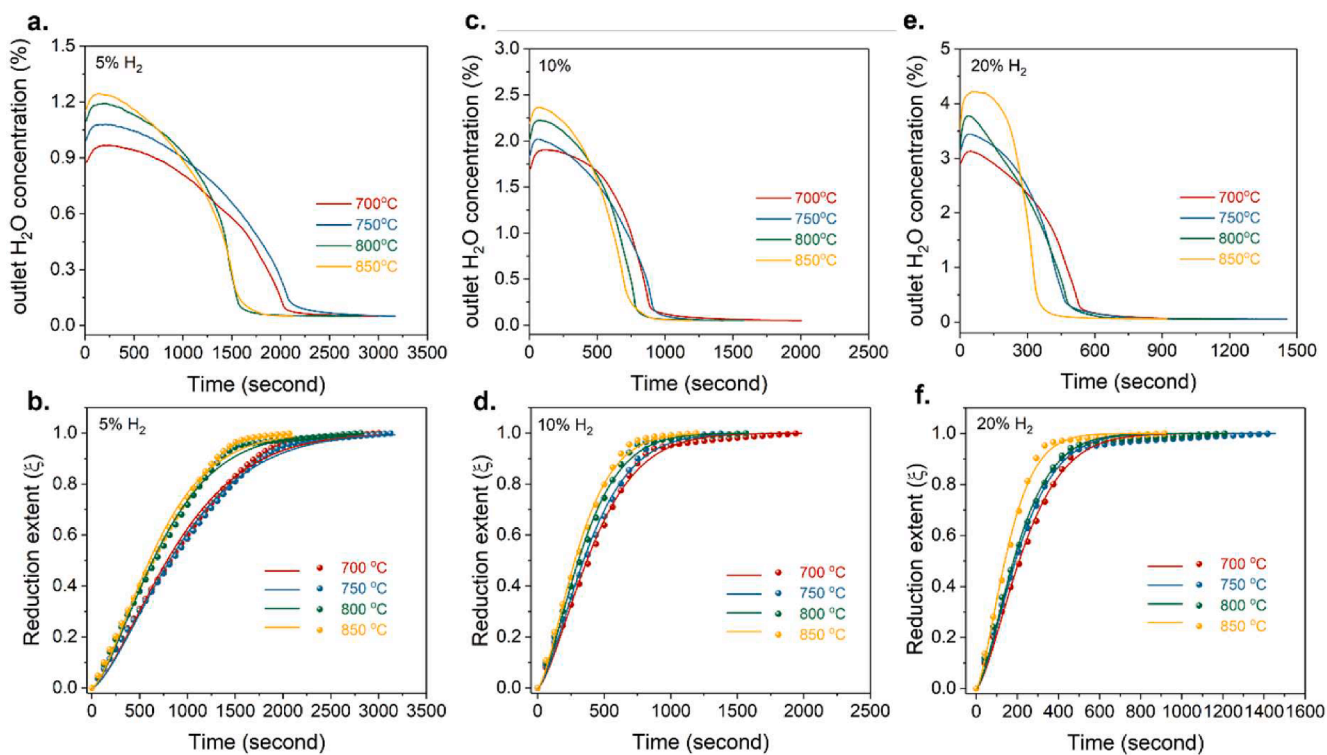 a.
outlet H₂O concentration (%)
1.5
1.2
0.9
0.6
0.3
0.0
5% H₂
700°C
750°C
800°C
850°C
0 500 1000 1500 2000 2500 3000 3500
Time (second)
c.
outlet H₂O concentration (%)
3.0
2.5
2.0
1.5
1.0
0.5
0.0
10%
700°C
750°C
800°C
850°C
0 500 1000 1500 2000 2500
Time (second)
e.
outlet H₂O concentration (%)
5
4
3
2
1
0
20% H₂
700°C
750°C
800°C
850°C
0 300 600 900 1200 1500
Time (second)
b.
Reduction extent (ξ)
1.0
0.8
0.6
0.4
0.2
0.0
5% H₂
700 °C
750 °C
800 °C
850 °C
0 500 1000 1500 2000 2500 3000 3500
Time (second)
d.
Reduction extent (ξ)
1.0
0.8
0.6
0.4
0.2
0.0
10% H₂
700 °C
750 °C
800 °C
850 °C
0 500 1000 1500 2000 2500
Time (second)
f.
Reduction extent (ξ)
1.0
0.8
0.6
0.4
0.2
0.0
20% H₂
700 °C
750 °C
800 °C
850 °C
0 200 400 600 800 1000 1200 1400 1600
Time (second)